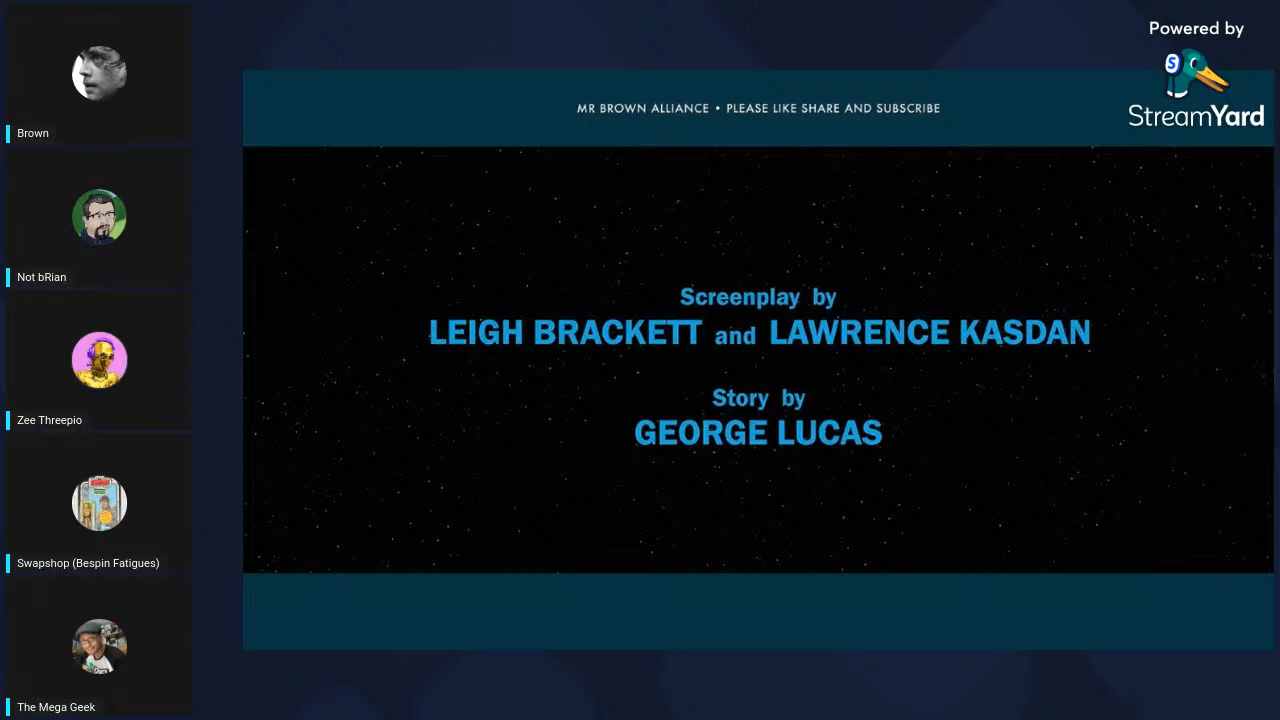 Powered by
StreamYard
MR BROWN ALLIANCE • PLEASE LIKE SHARE AND SUBSCRIBE
Brown
Not bRian
Zee Threepio
Swapshop (Bespin Fatigues)
The Mega Geek
Screenplay by
LEIGH BRACKETT and LAWRENCE KASDAN
Story by
GEORGE LUCAS